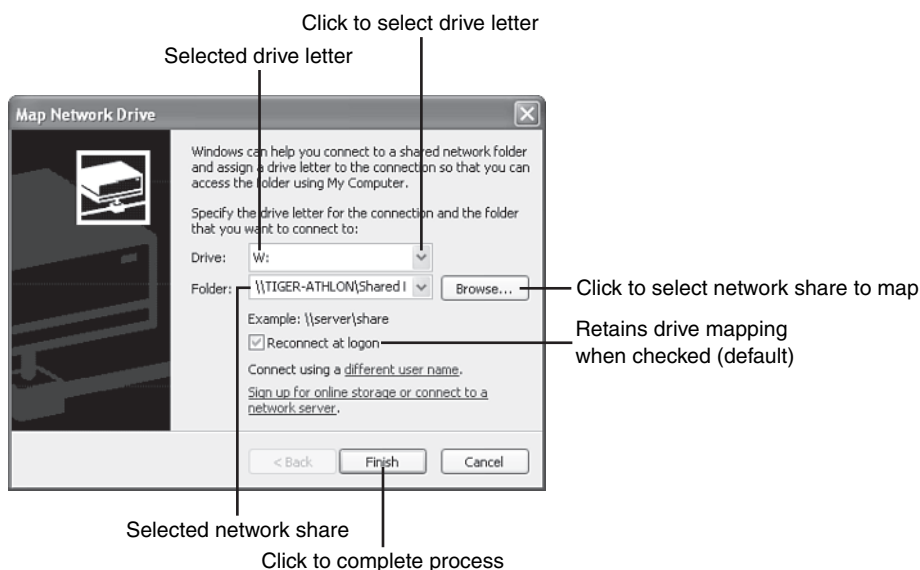 Click to select drive letter
Selected drive letter
Map Network Drive
Windows can help you connect to a shared network folder
and assign a drive letter to the connection so that you can
access the folder using My Computer.
Specify the drive letter for the connection and the folder
that you want to connect to:
Drive: W:
Folder: \\TIGER-ATHLON\Shared Browse...
Click to select network share to map
Example: \\server\share
Retains drive mapping
when checked (default)
Reconnect at logon
Connect using a different user name.
Sign up for online storage or connect to a
network server.
< Back Finish Cancel
Selected network share
Click to complete process